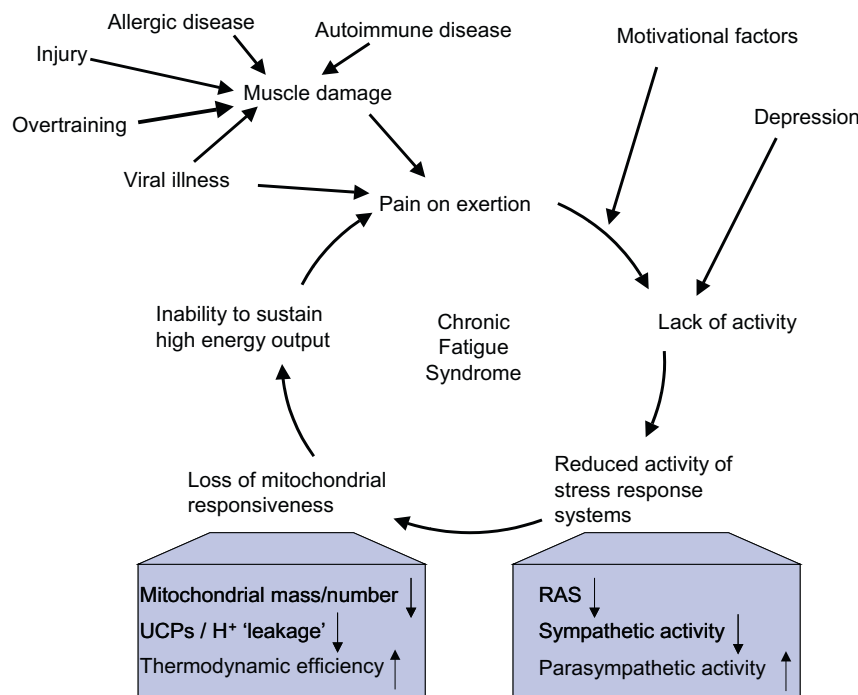 Allergic disease
Autoimmune disease
Motivational factors
Injury
Muscle damage
Overtraining
Depression
Viral illness
Pain on exertion
Inability to sustain
high energy output
Chronic
Fatigue
Syndrome
Lack of activity
Loss of mitochondrial
responsiveness
Reduced activity of
stress response
systems
Mitochondrial mass/number
UCPs / H⁺ ‘leakage’
Thermodynamic efficiency
RAS
Sympathetic activity
Parasympathetic activity